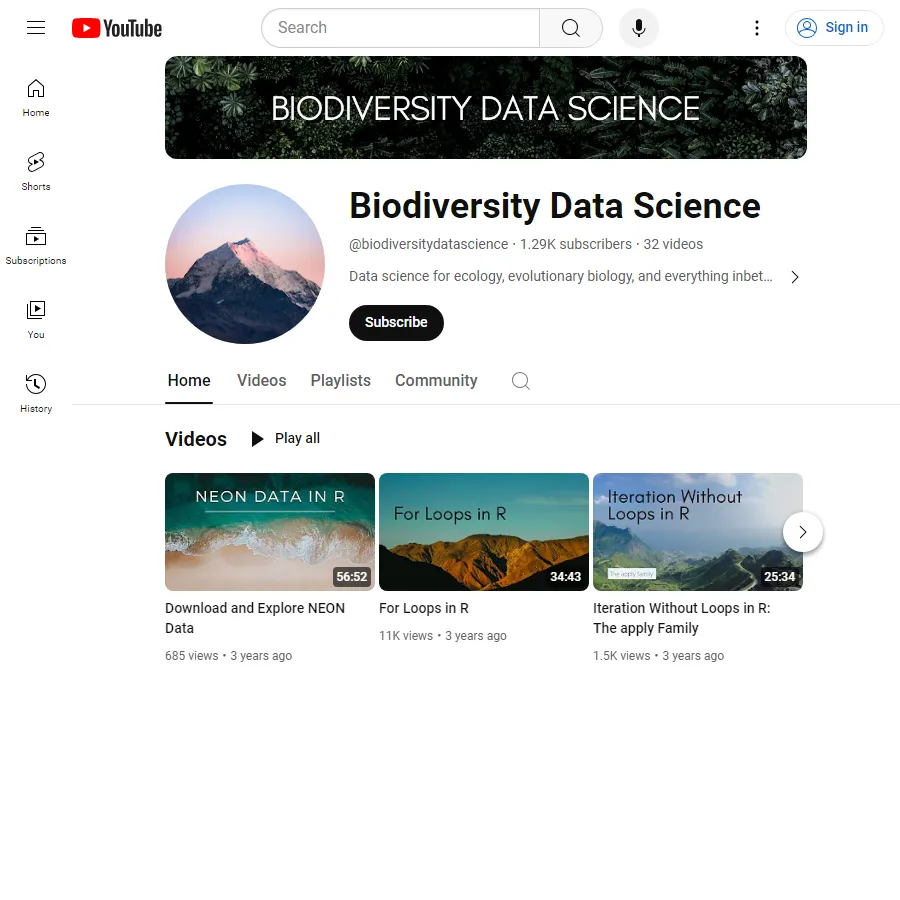 YouTube
Search
Sign in
Home
Shorts
Subscriptions
You
History
BIODIVERSITY DATA SCIENCE
Biodiversity Data Science
@biodiversitydatascience · 1.29K subscribers · 32 videos
Data science for ecology, evolutionary biology, and everything inbet...
Subscribe
Home Videos Playlists Community
Videos Play all
NEON DATA IN R
56:52
Download and Explore NEON
Data
685 views • 3 years ago
For Loops in R
34:43
For Loops in R
11K views • 3 years ago
Iteration Without
Loops in R
The apply family
25:34
Iteration Without Loops in R:
The apply Family
1.5K views • 3 years ago